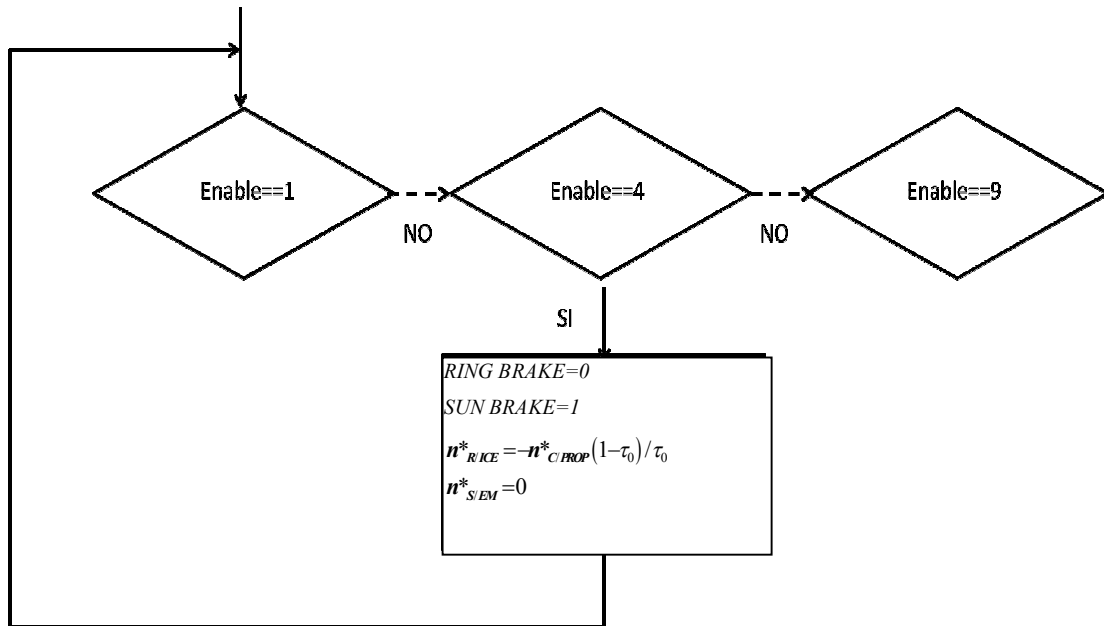 Enable==1
NO
Enable==4
NO
Enable==9
SI
RING BRAKE=0
SUN BRAKE=1
n*R/ICE=−n*C/PROP(1−τ0)/τ0
n*S/EM=0